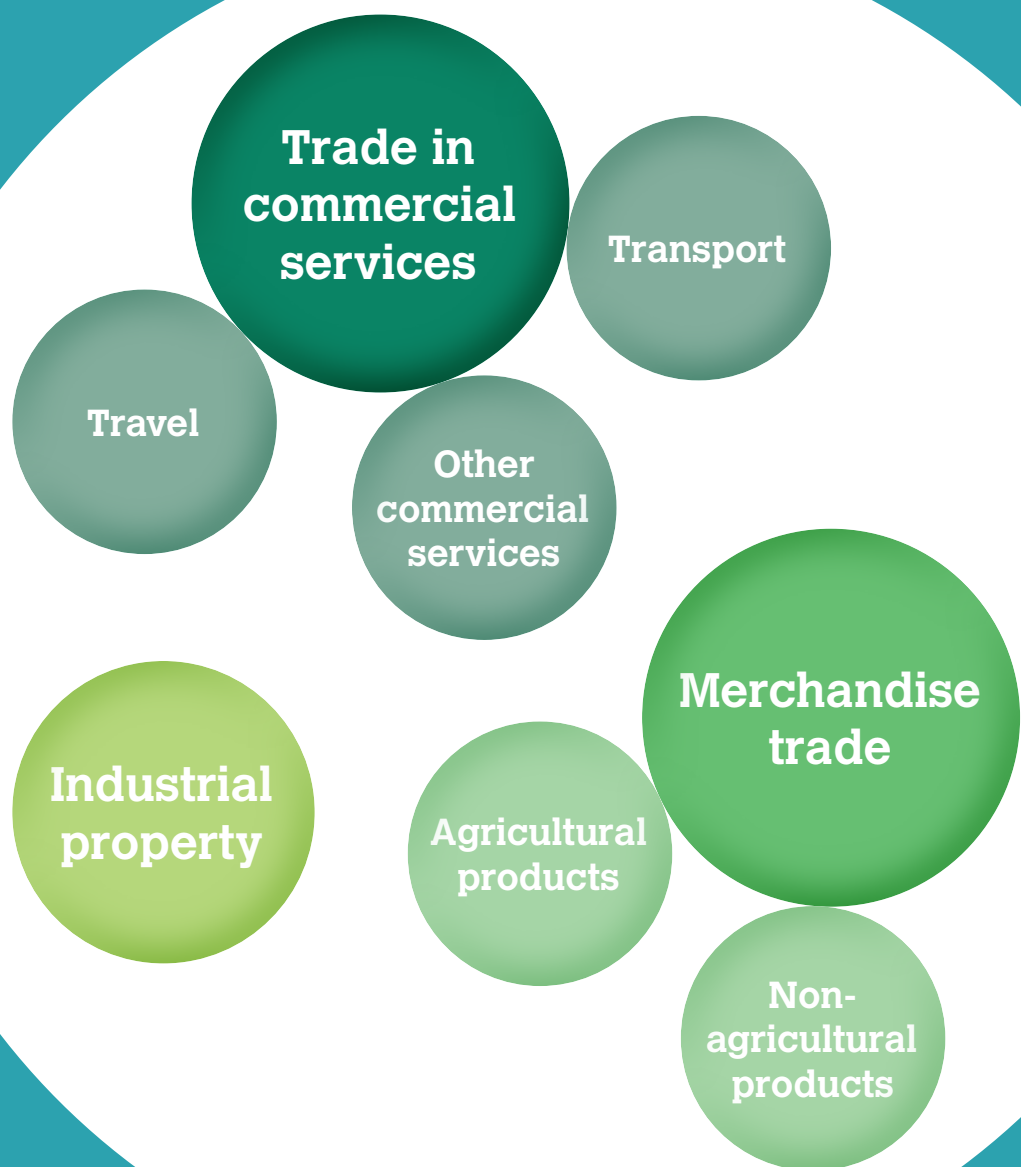 Trade in
commercial
services
Transport
Travel
Other
commercial
services
Merchandise
trade
Industrial
property
Agricultural
products
Non-
agricultural
products